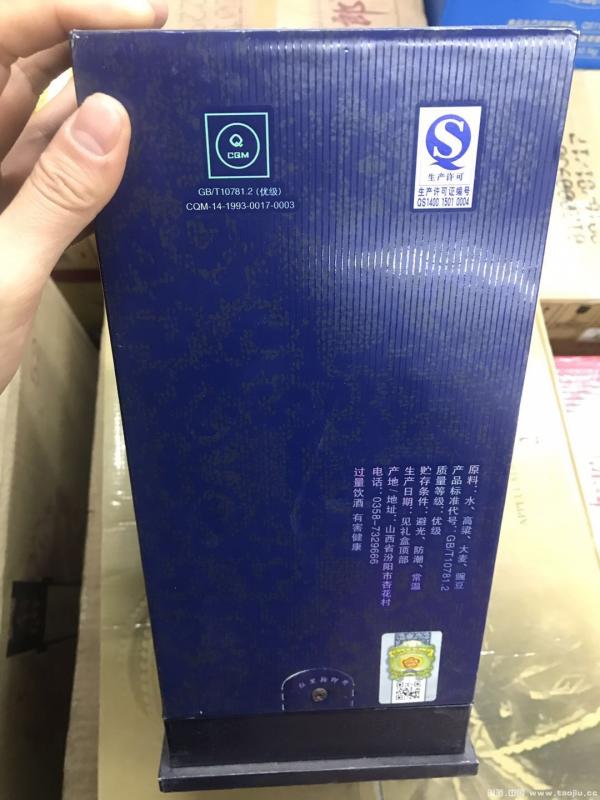 Q
CQM
GB/T10781.2 (优级)
CQM-14-1993-0017-0003
S
生产许可
生产许可证编号
QS1400 1501 0004
原料：水、高粱、大麦、豌豆
产品标准代号：GB/T10781.2
质量等级：优级
贮存条件：避光、防潮、常温
生产日期：见礼盒顶部
产地/地址：山西省汾阳市杏花村
电话：0358-7329666
过量饮酒 有害健康
www.taojiu.cc